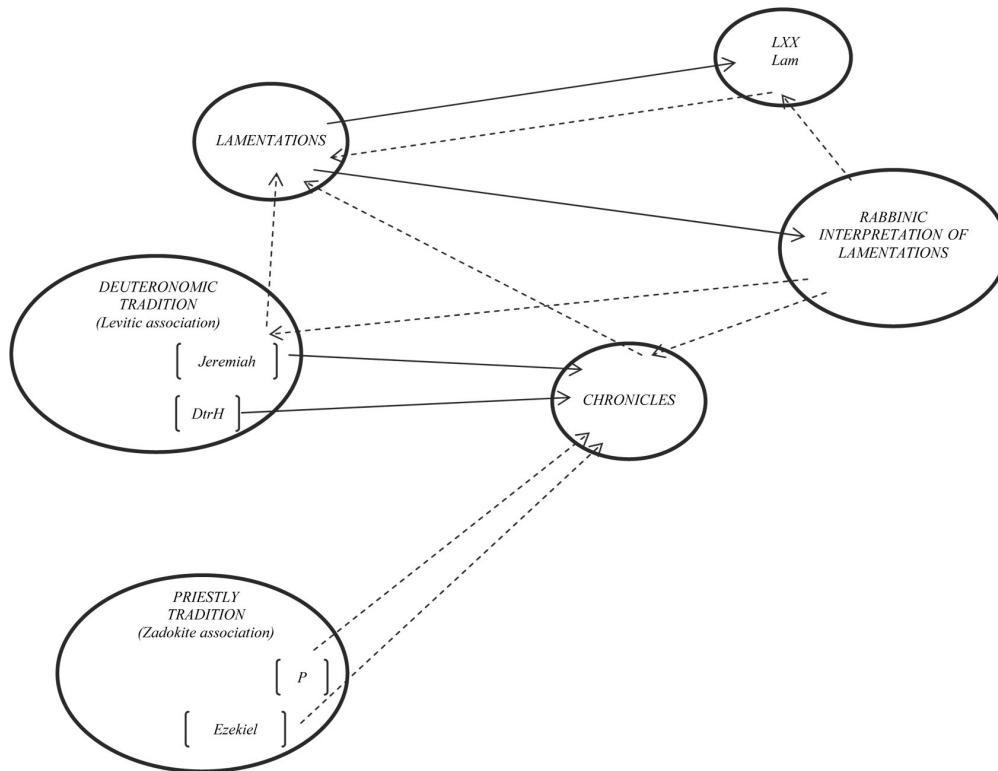 LXX
Lam
LAMENTATIONS
RABBINIC
INTERPRETATION OF
LAMENTATIONS
DEUTERONOMIC
TRADITION
(Levitic association)
Jeremiah
DtrH
CHRONICLES
PRIESTLY
TRADITION
(Zadokite association)
P
Ezekiel